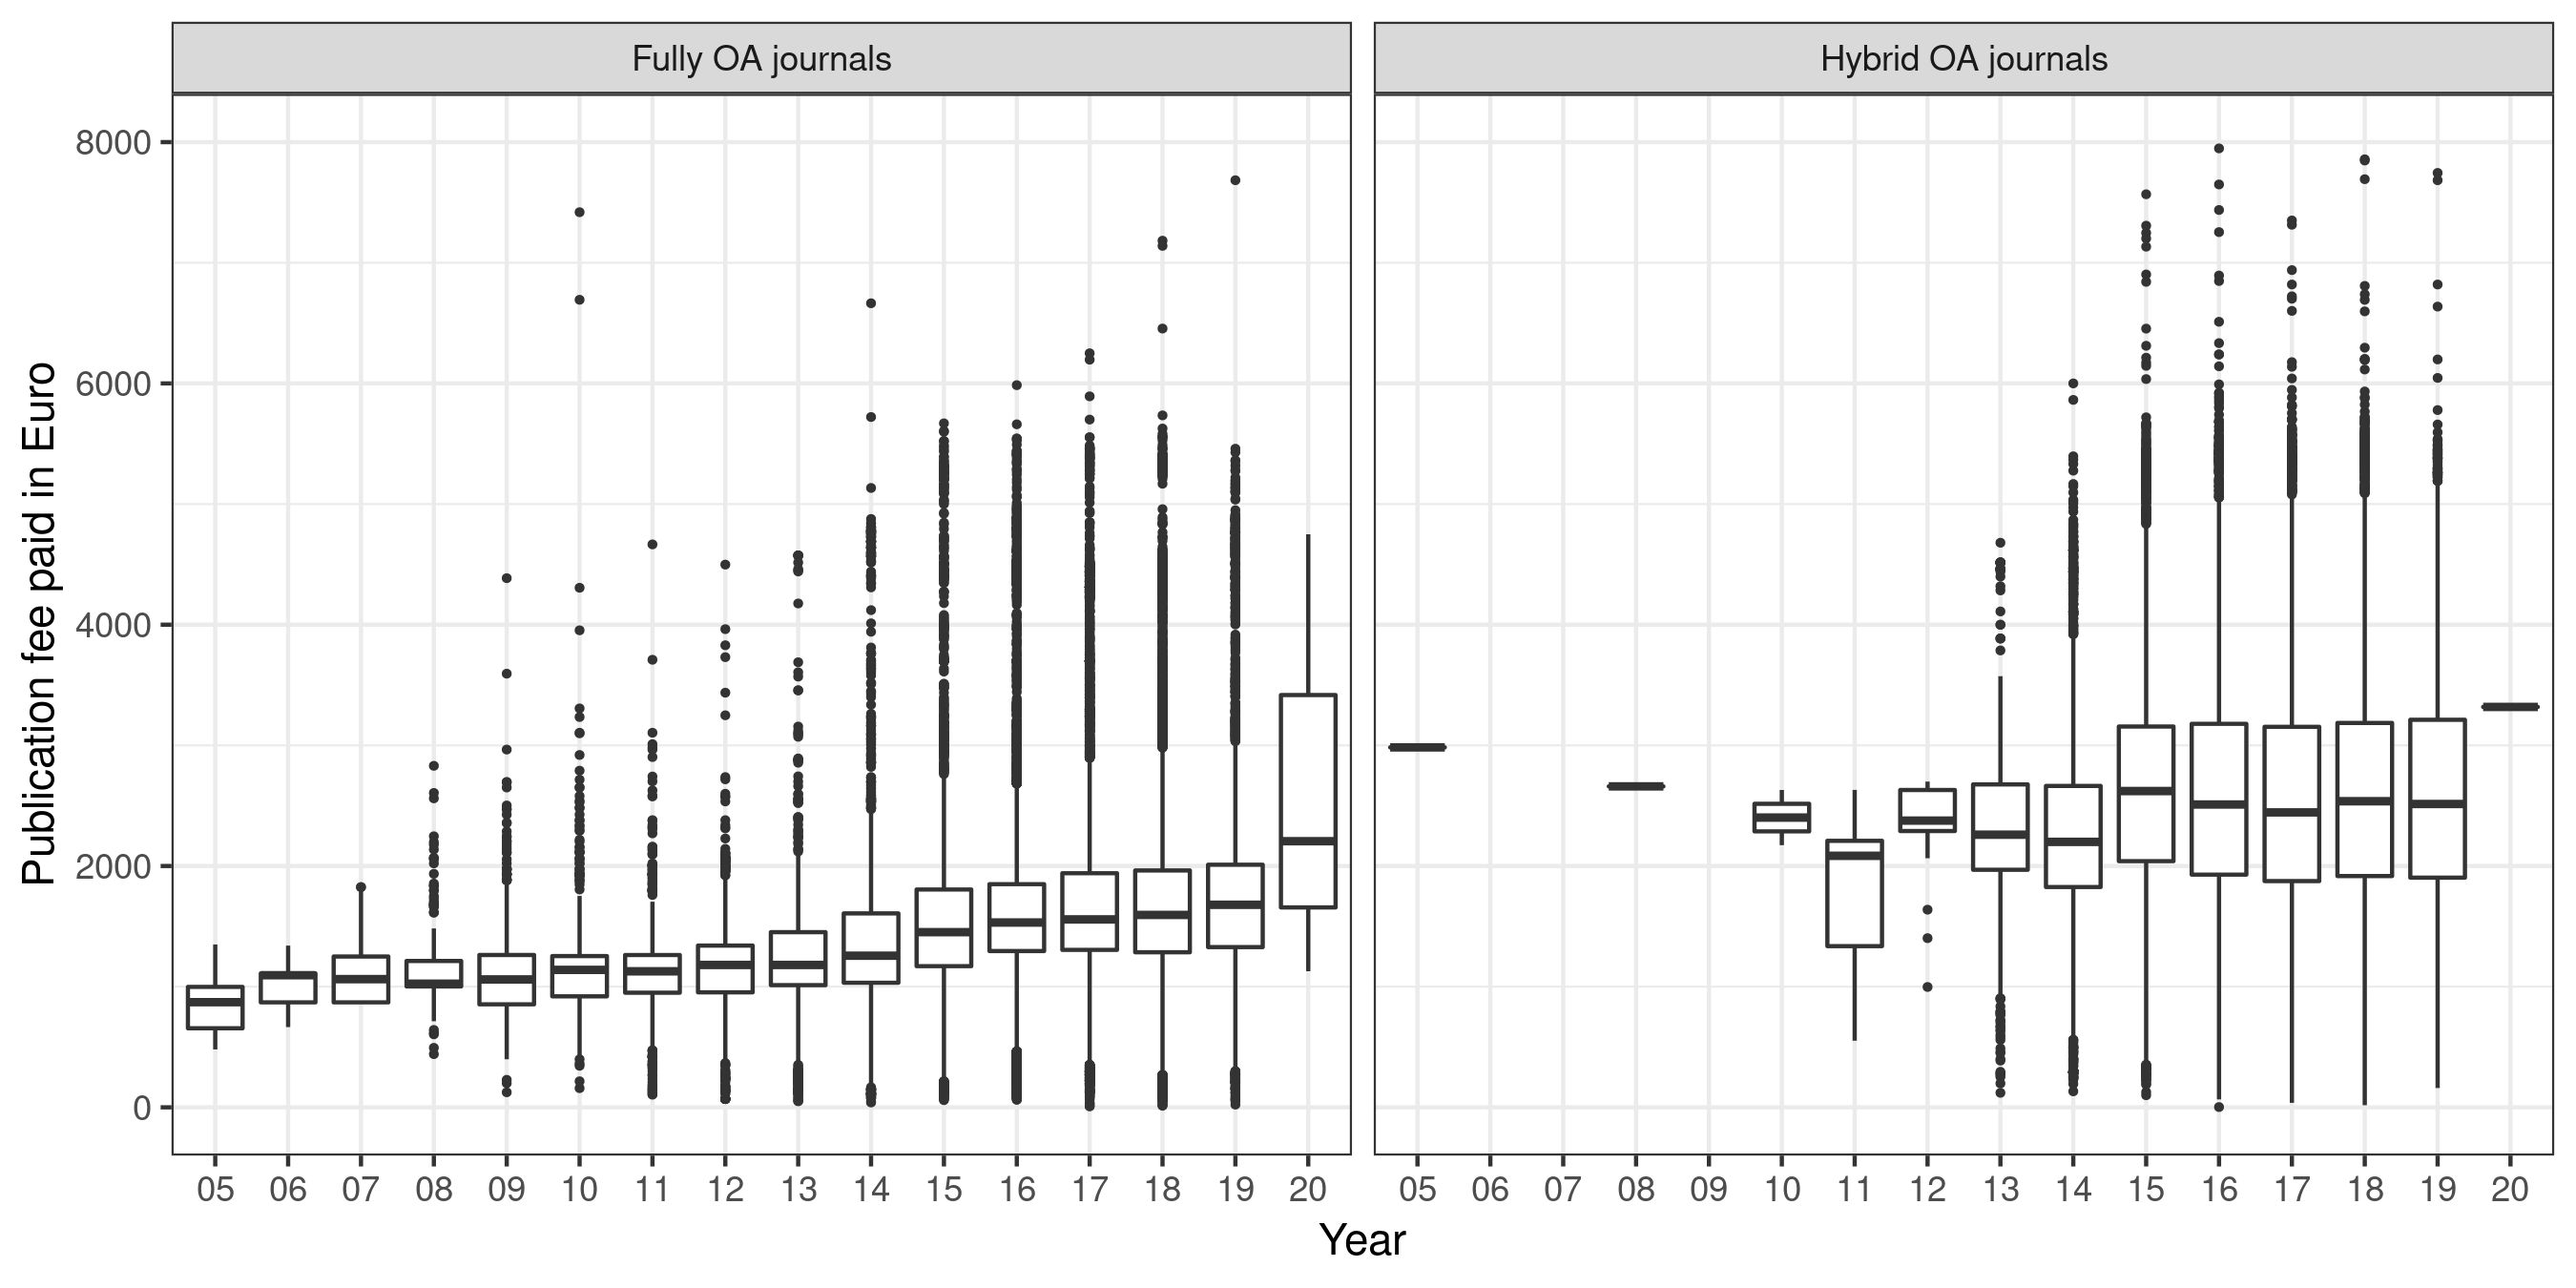 Fully OA journals
Hybrid OA journals
Publication fee paid in Euro
8000
6000
4000
2000
0
05 06 07 08 09 10 11 12 13 14 15 16 17 18 19 20
05 06 07 08 09 10 11 12 13 14 15 16 17 18 19 20
Year